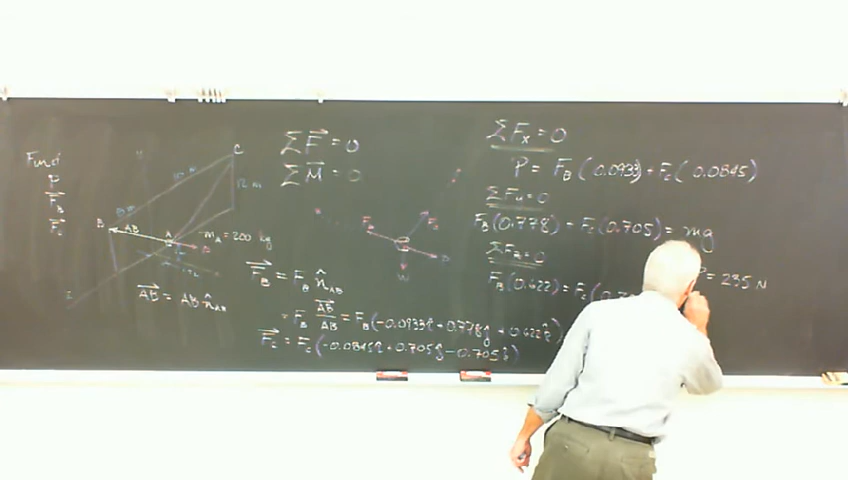 Find
P
F_B
F_C
C
B
AB
A
m_A = 200 kg
12 m
AB = AB n̂_AB
ΣF = 0
ΣM = 0
F_B
F_C
P
W
F_B = F_B n̂_AB
= F_B AB/AB = F_B(-0.0933î + 0.778ĵ + 0.622k̂)
F_C = F_C(-0.0845î + 0.705ĵ - 0.705k̂)
ΣF_x = 0
P = F_B(0.0933) + F_C(0.0845)
ΣF_y = 0
F_B(0.778) + F_C(0.705) = mg
ΣF_z = 0
F_B(0.622) = F_C(0.7
P = 235 N